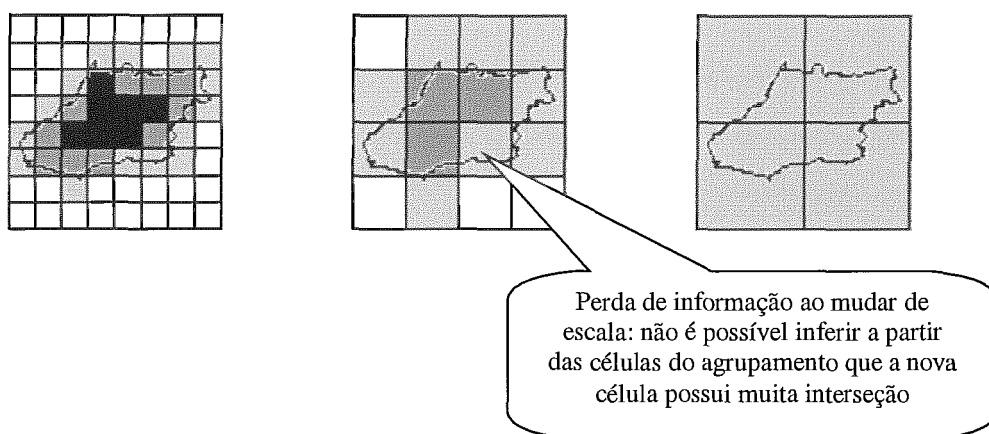 Perda de informação ao mudar de
escala: não é possível inferir a partir
das células do agrupamento que a nova
célula possui muita interseção